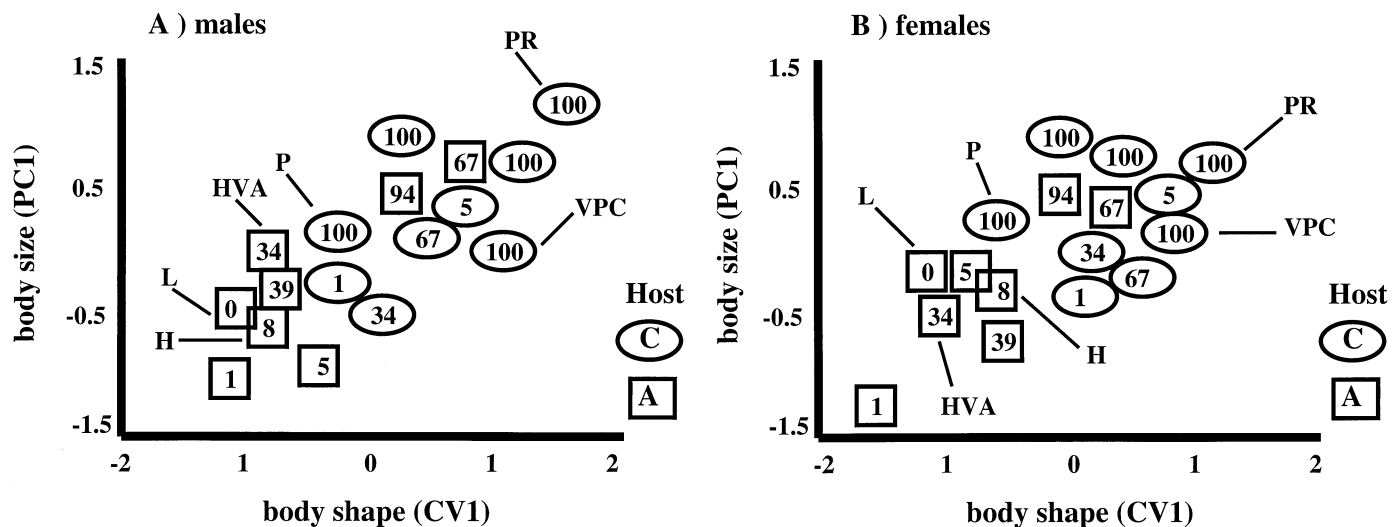 A ) males
PR
1.5
100
100
67
100
P
HVA
0.5
94
5
VPC
100
67
100
34
body size (PC1)
L
39
1
Host
0
-0.5
34
C
H
8
1
5
A
-1.5
-2
1
0
1
2
body shape (CV1)
B ) females
1.5
PR
100
100
100
P
0.5
94
67
5
L
100
100
VPC
body size (PC1)
34
0
5
67
8
1
Host
-0.5
34
39
H
C
HVA
1
A
-1.5
-2
1
0
1
2
body shape (CV1)